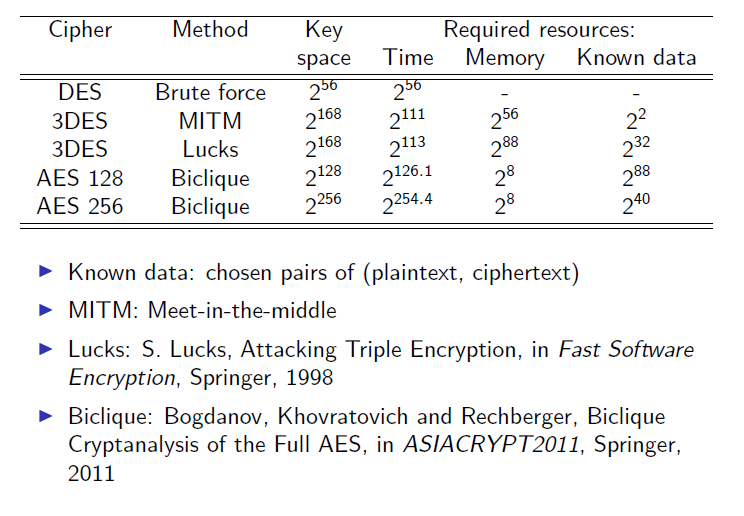 Cipher Method Key Required resources:
space Time Memory Known data
DES Brute force 2^56 2^56 - -
3DES MITM 2^168 2^111 2^56 2^2
3DES Lucks 2^168 2^113 2^88 2^32
AES 128 Biclique 2^128 2^126.1 2^8 2^88
AES 256 Biclique 2^256 2^254.4 2^8 2^40
▶ Known data: chosen pairs of (plaintext, ciphertext)
▶ MITM: Meet-in-the-middle
▶ Lucks: S. Lucks, Attacking Triple Encryption, in Fast Software
Encryption, Springer, 1998
▶ Biclique: Bogdanov, Khovratovich and Rechberger, Biclique
Cryptanalysis of the Full AES, in ASIACRYPT2011, Springer,
2011